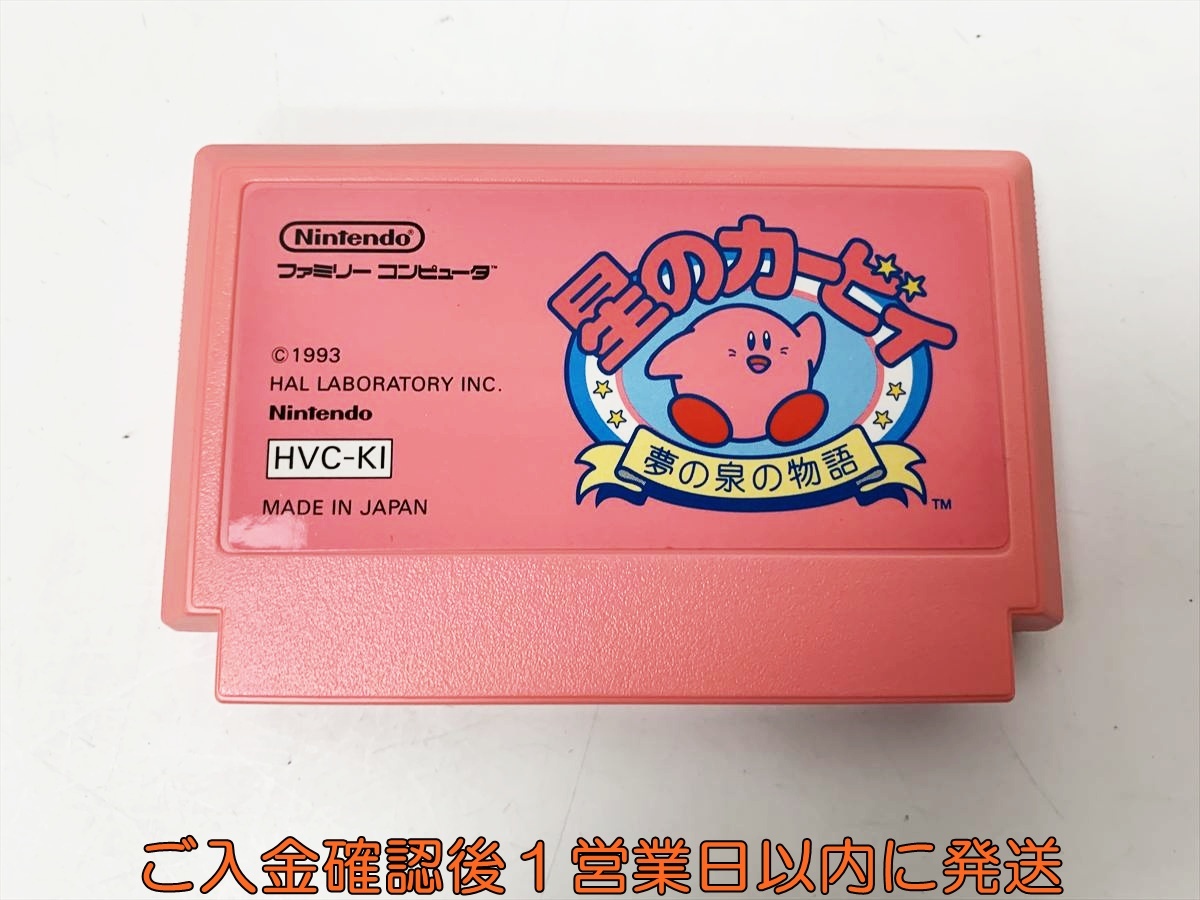 Nintendo®
ファミリー コンピュータ™
©1993
HAL LABORATORY INC.
Nintendo
HVC-KI
MADE IN JAPAN
星のカービィ
夢の泉の物語
TM
ご入金確認後１営業日以内に発送